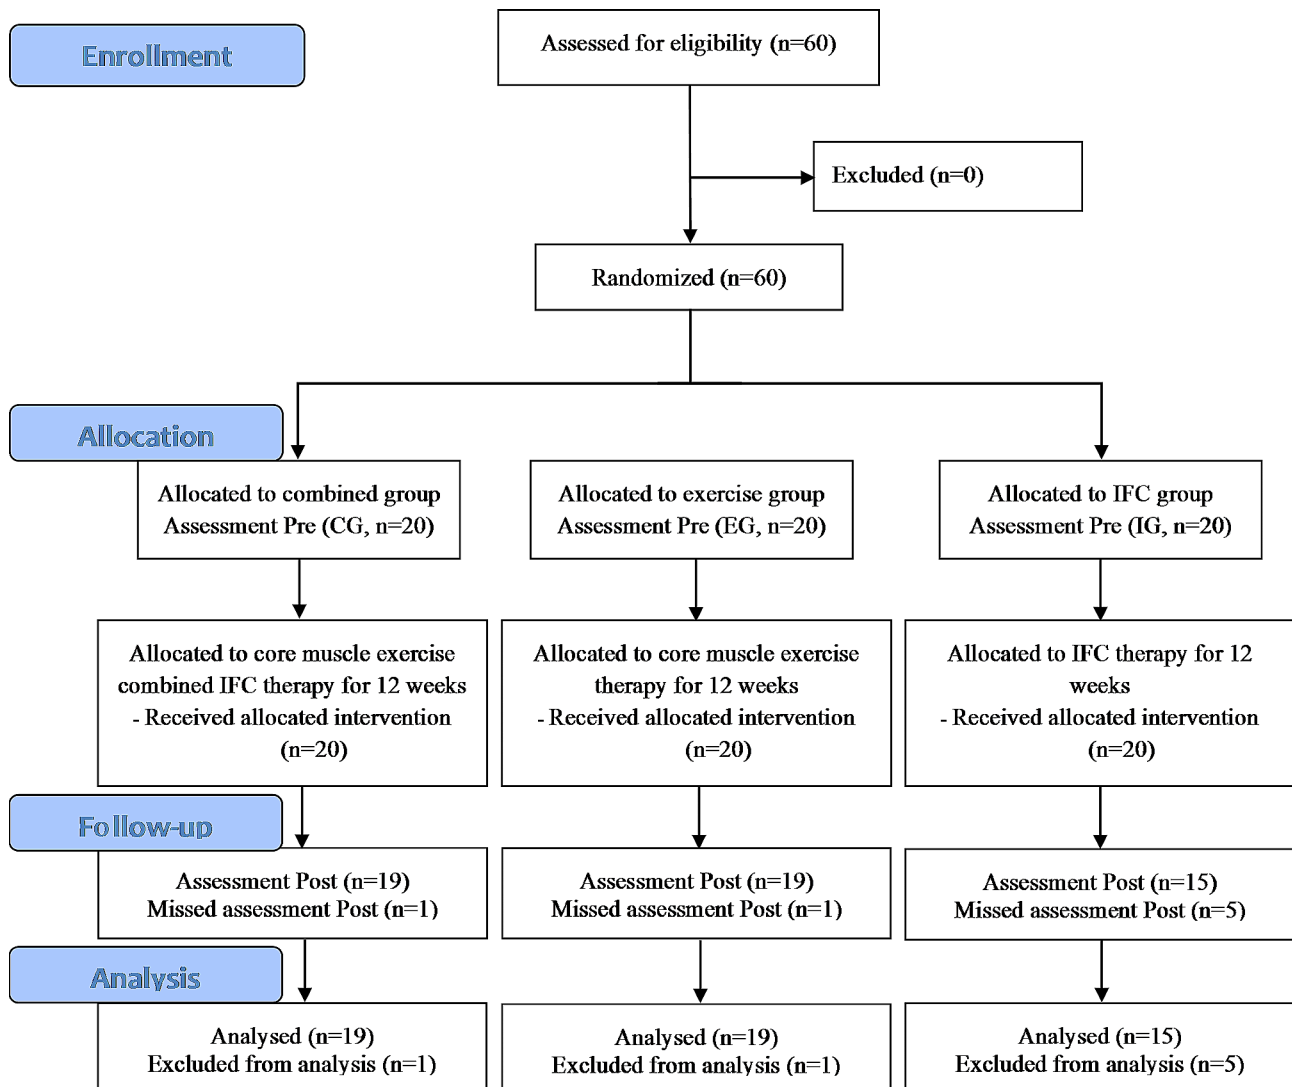 Enrollment
Assessed for eligibility (n=60)
Excluded (n=0)
Randomized (n=60)
Allocation
Allocated to combined group
Assessment Pre (CG, n=20)
Allocated to exercise group
Assessment Pre (EG, n=20)
Allocated to IFC group
Assessment Pre (IG, n=20)
Allocated to core muscle exercise
combined IFC therapy for 12 weeks
- Received allocated intervention
(n=20)
Allocated to core muscle exercise
therapy for 12 weeks
- Received allocated intervention
(n=20)
Allocated to IFC therapy for 12
weeks
- Received allocated intervention
(n=20)
Follow-up
Assessment Post (n=19)
Missed assessment Post (n=1)
Assessment Post (n=19)
Missed assessment Post (n=1)
Assessment Post (n=15)
Missed assessment Post (n=5)
Analysis
Analysed (n=19)
Excluded from analysis (n=1)
Analysed (n=19)
Excluded from analysis (n=1)
Analysed (n=15)
Excluded from analysis (n=5)